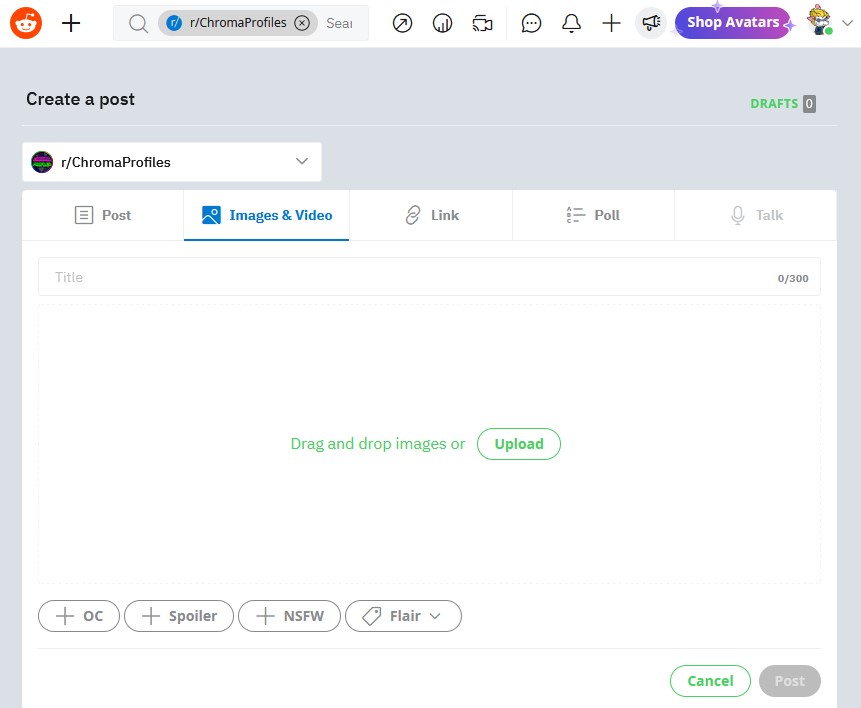 r/ r/ChromaProfiles Sear
Shop Avatars
Create a post
DRAFTS 0
r/ChromaProfiles
Post Images & Video Link Poll Talk
Title 0/300
Drag and drop images or Upload
OC Spoiler NSFW Flair
Cancel Post